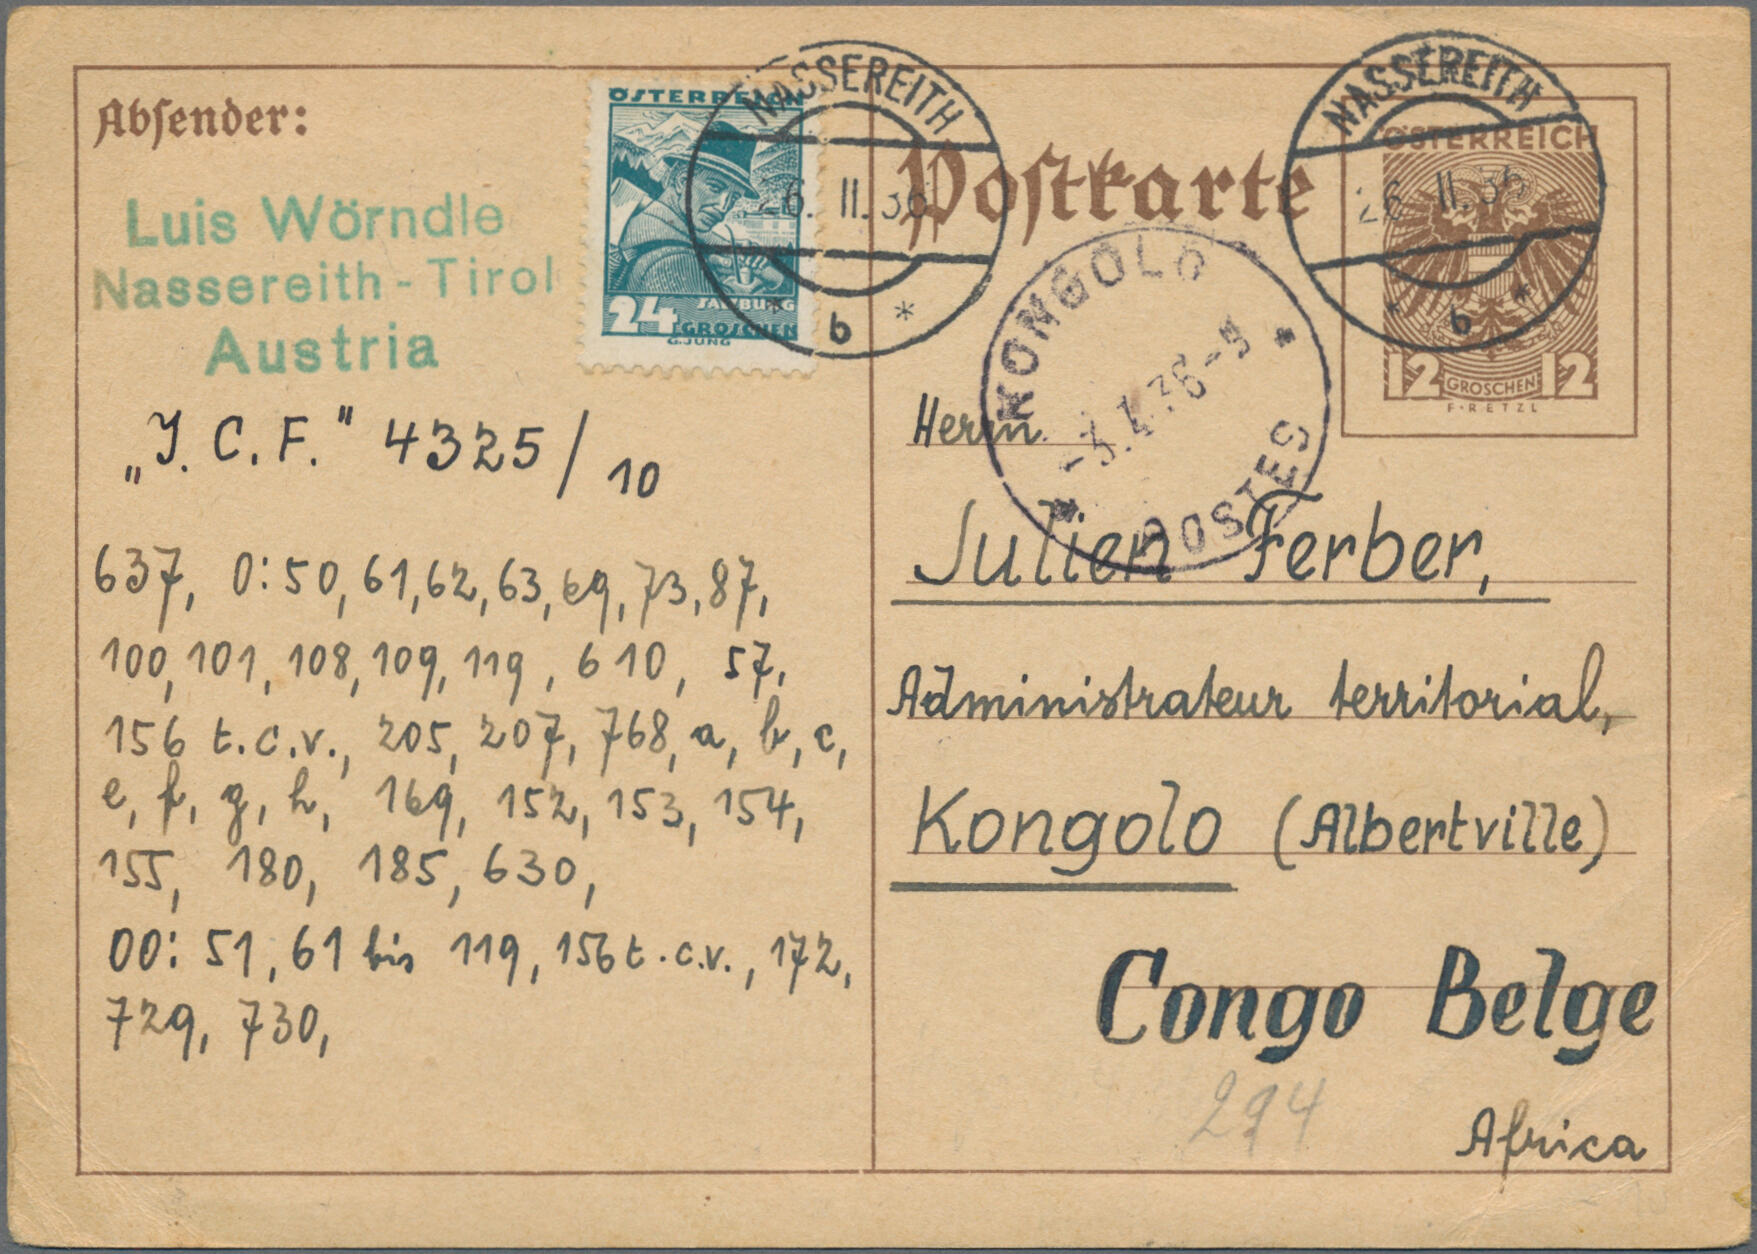 Absender:
Luis Wörndle
Nassereith - Tirol
Austria
„J. C. F." 4325/10
637, 0:50, 61, 62, 63, 69, 73, 87,
100, 101, 108, 109, 119, 610, 57,
156 t.c.v., 205, 207, 768, a, b, c,
e, f, g, h, 169, 152, 153, 154,
155, 180, 185, 630,
00: 51, 61 bis 119, 156 t.c.v., 172,
729, 730,
ÖSTERREICH
SALZBURG
24 GROSCHEN
G.JUNG
NASSEREITH
26. II. 36
* b *
Postkarte
NASSEREITH
26. II. 36
* b *
ÖSTERREICH
12 GROSCHEN 12
F·RETZL
KONGOLO
POSTES
Herrn
Julien Ferber,
Administrateur territorial,
Kongolo (Albertville)
Congo Belge
294
Africa